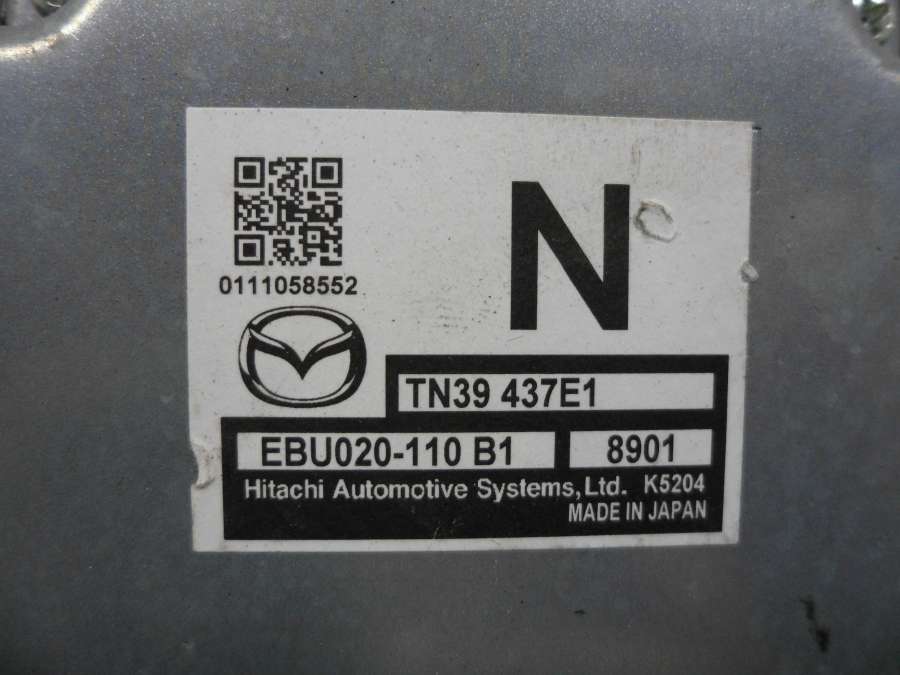 N
0111058552
TN39 437E1
EBU020-110 B1 8901
Hitachi Automotive Systems,Ltd. K5204
MADE IN JAPAN